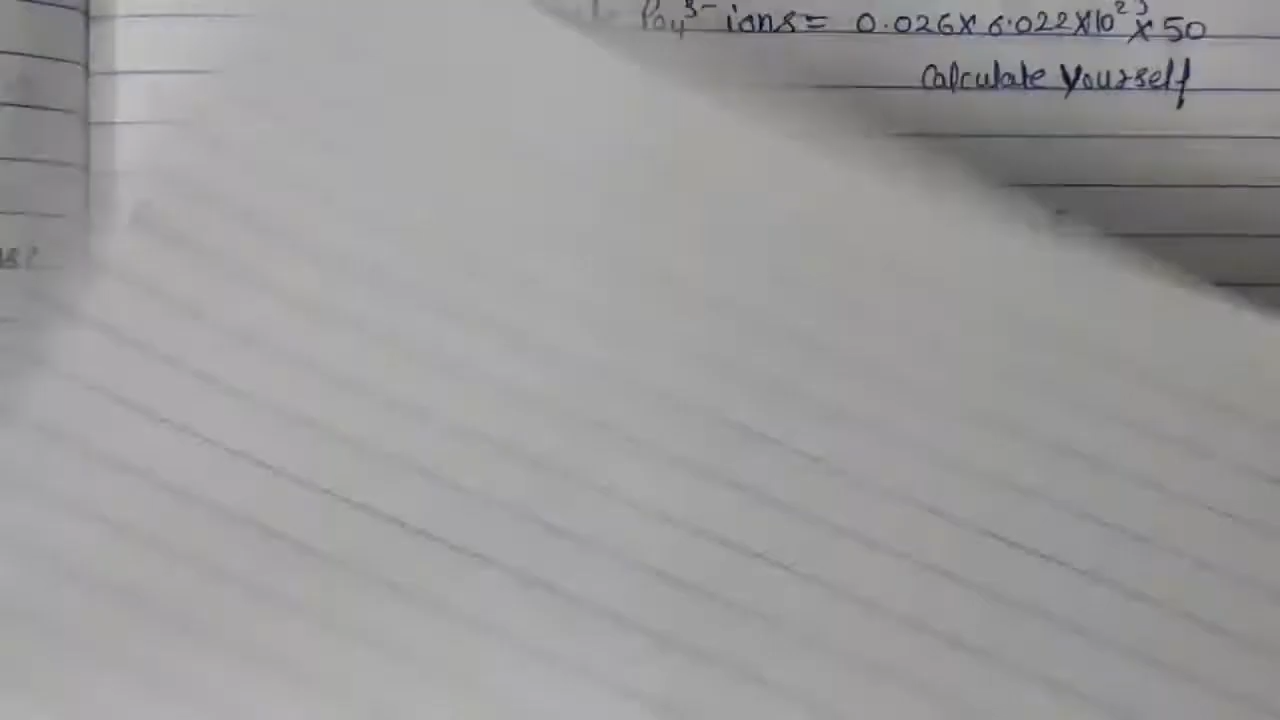 Po₄³⁻ ions = 0.026 × 6.022 × 10²³ × 50
Calculate Yourself